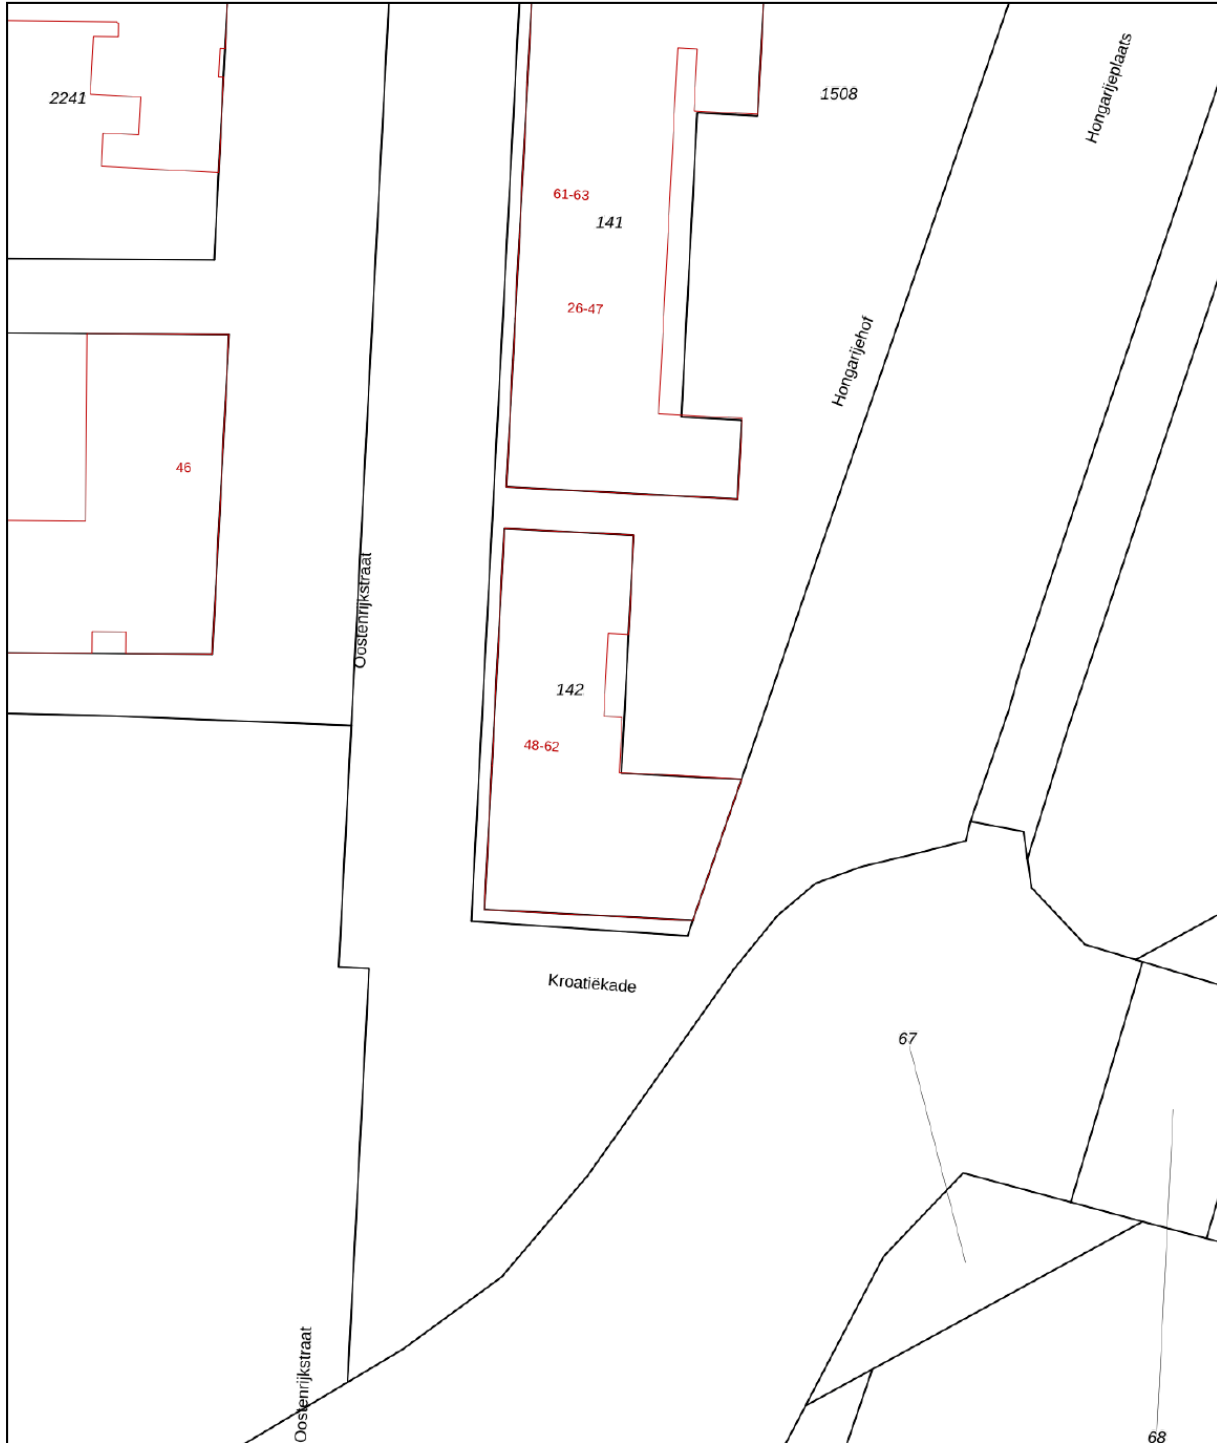 Hongarijeplaats
2241
1508
61-63
141
26-47
Hongarijehof
46
Oostenrijkstraat
142
48-62
Kroatiëkade
67
Oostenrijkstraat
68